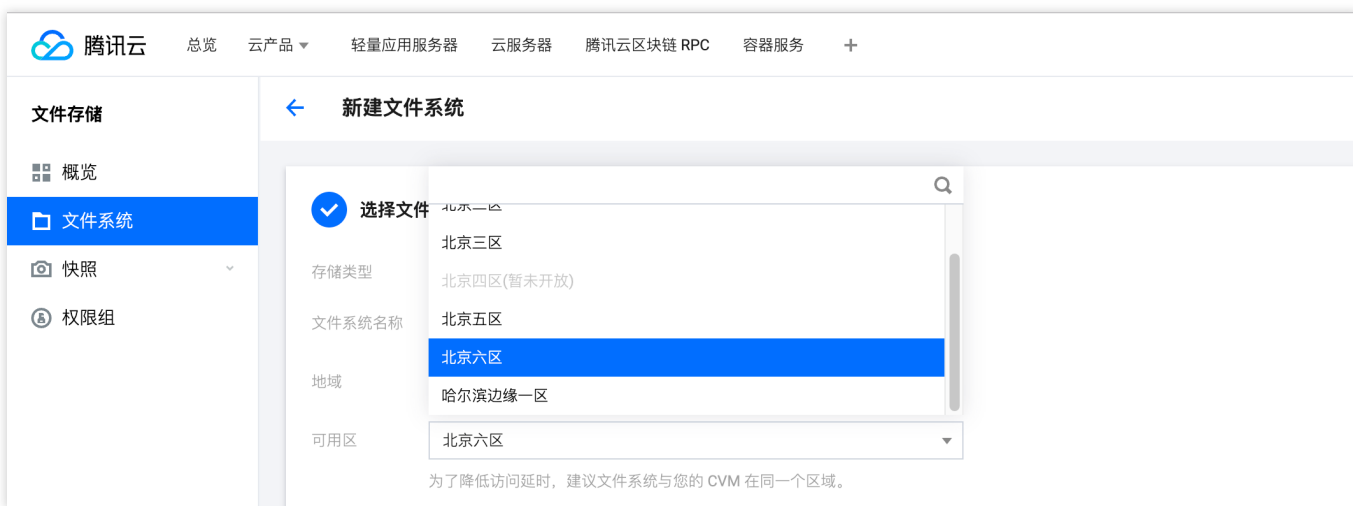 腾讯云 总览 云产品 轻量应用服务器 云服务器 腾讯云区块链 RPC 容器服务 +
文件存储
新建文件系统
概览
文件系统
快照
权限组
选择文件
北京二区
北京三区
北京四区(暂未开放)
北京五区
北京六区
哈尔滨边缘一区
存储类型
文件系统名称
地域
可用区
北京六区
为了降低访问延时，建议文件系统与您的 CVM 在同一个区域。